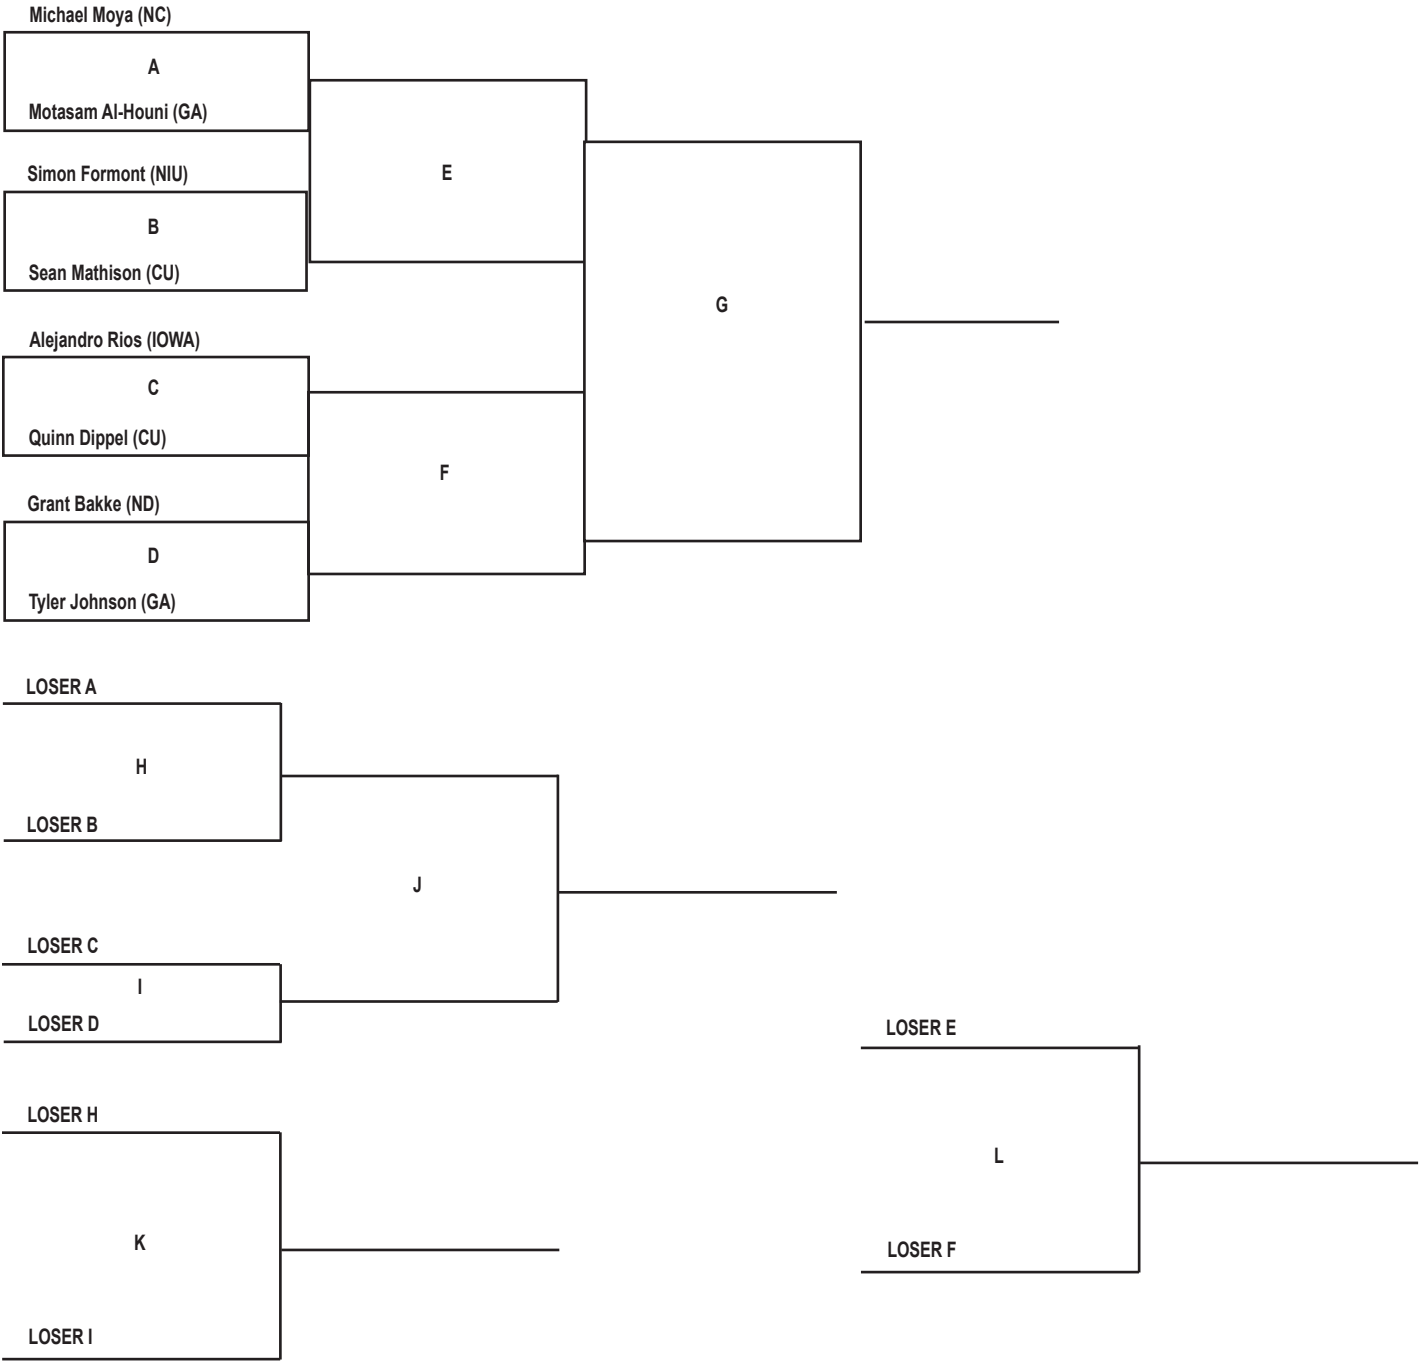 Michael Moya (NC)
A
Motasam Al-Houni (GA)
Simon Formont (NIU)
B
Sean Mathison (CU)
E
Alejandro Rios (IOWA)
C
Quinn Dippel (CU)
Grant Bakke (ND)
D
Tyler Johnson (GA)
F
G
LOSER A
H
LOSER B
J
LOSER C
I
LOSER D
LOSER H
K
LOSER I
LOSER E
L
LOSER F